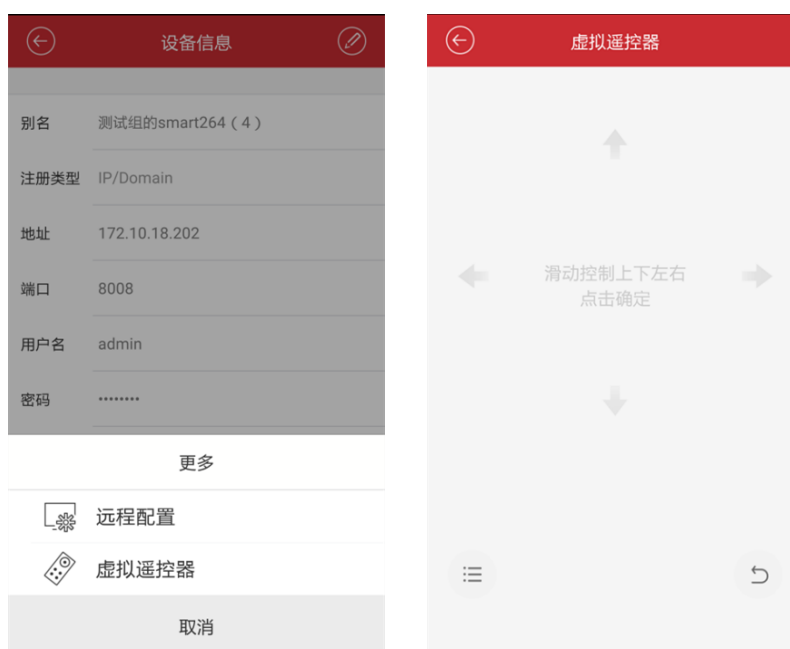 设备信息
别名 测试组的smart264（4）
注册类型 IP/Domain
地址 172.10.18.202
端口 8008
用户名 admin
密码 ••••••••
更多
远程配置
虚拟遥控器
取消
虚拟遥控器
滑动控制上下左右
点击确定